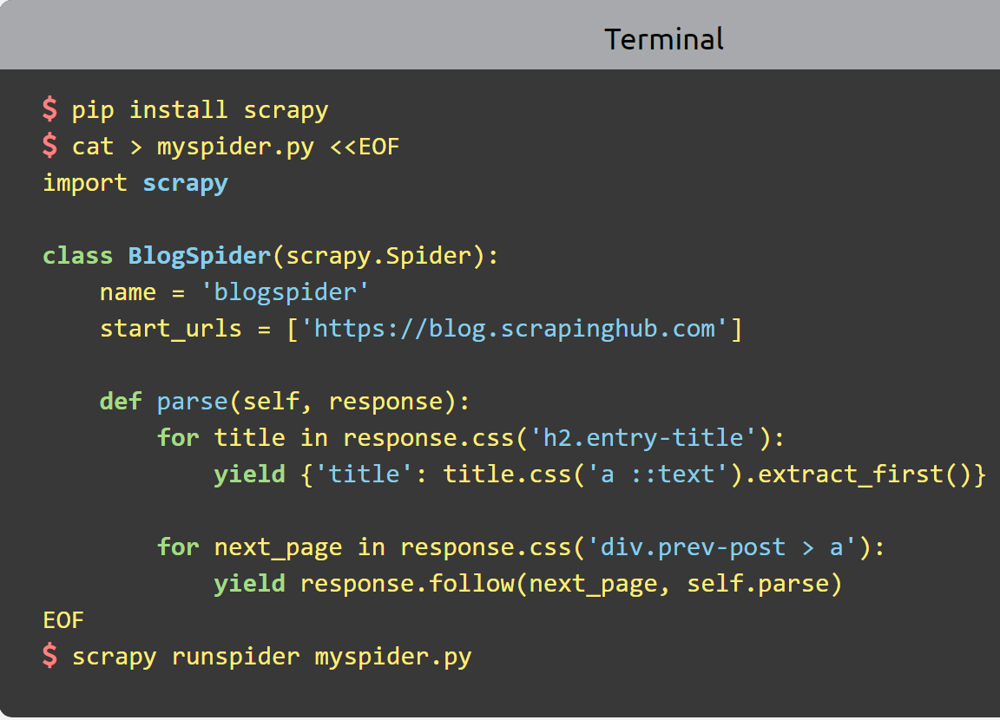 Terminal
$ pip install scrapy
$ cat > myspider.py <<EOF
import scrapy
class BlogSpider(scrapy.Spider):
    name = 'blogspider'
    start_urls = ['https://blog.scrapinghub.com']
    def parse(self, response):
        for title in response.css('h2.entry-title'):
            yield {'title': title.css('a ::text').extract_first()}
        for next_page in response.css('div.prev-post > a'):
            yield response.follow(next_page, self.parse)
EOF
$ scrapy runspider myspider.py